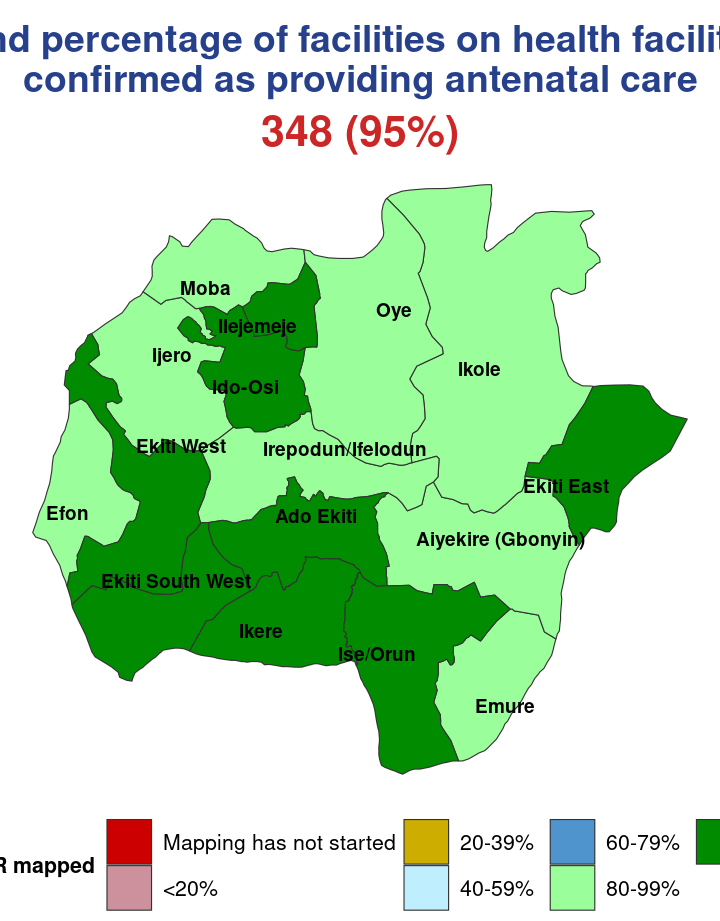 percentage of facilities on health
confirmed as providing antenatal care
348 (95%)
Moba
Ilejemeje
Oye
Ijero
Ikole
Ido-Osi
Ekiti West
Irepodun/Ifelodun
Ekiti East
Efon
Ado Ekiti
Aiyekire (Gbonyin)
Ekiti South West
Ikere
Ise/Orun
Emure
Mapping has not started
20-39%
60-79%
mapped
<20%
40-59%
80-99%